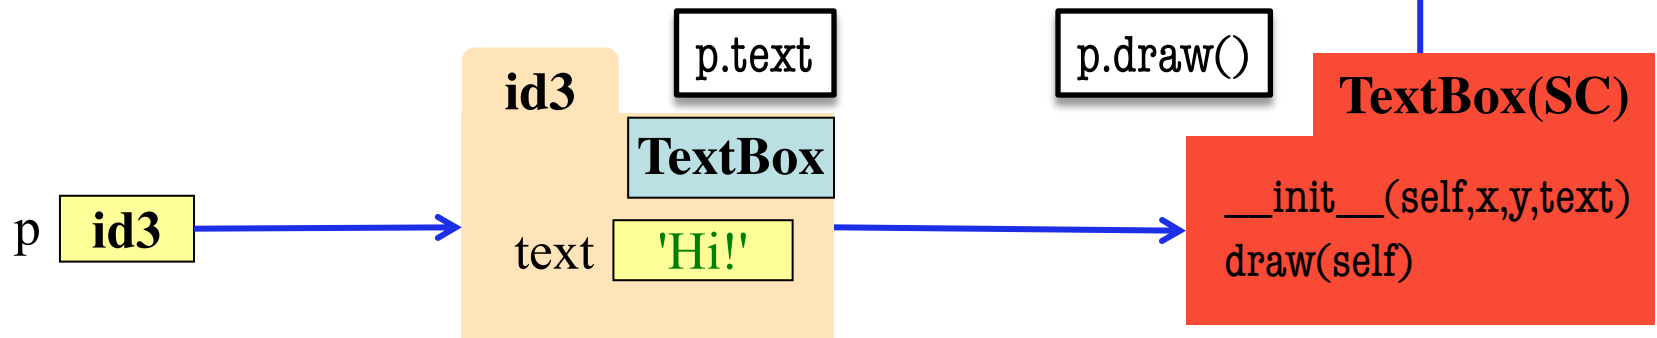 p.text
p.draw()
id3
TextBox(SC)
TextBox
p id3
text 'Hi!'
__init__(self,x,y,text)
draw(self)